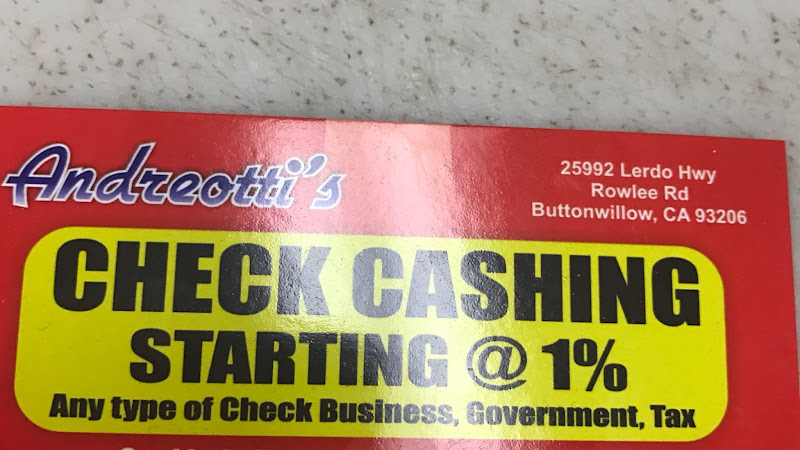 Andreotti's
25992 Lerdo Hwy
Rowlee Rd
Buttonwillow, CA 93206
CHECK CASHING
STARTING @ 1%
Any type of Check Business, Government, Tax